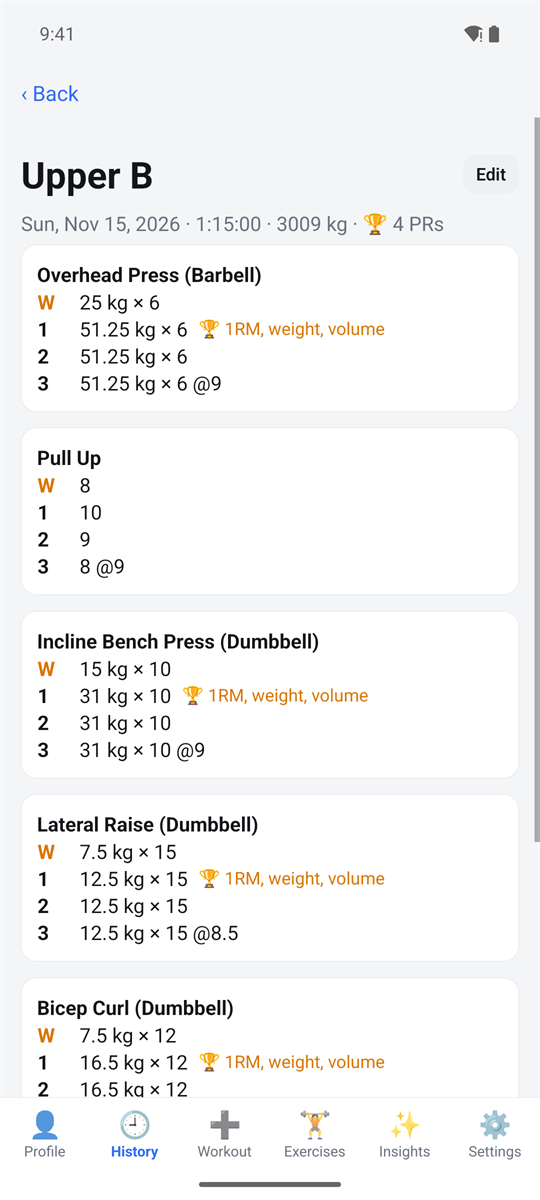 9:41
‹ Back
Upper B
Edit
Sun, Nov 15, 2026 · 1:15:00 · 3009 kg · 🏆 4 PRs
Overhead Press (Barbell)
W 25 kg × 6
1 51.25 kg × 6 🏆 1RM, weight, volume
2 51.25 kg × 6
3 51.25 kg × 6 @9
Pull Up
W 8
1 10
2 9
3 8 @9
Incline Bench Press (Dumbbell)
W 15 kg × 10
1 31 kg × 10 🏆 1RM, weight, volume
2 31 kg × 10
3 31 kg × 10 @9
Lateral Raise (Dumbbell)
W 7.5 kg × 15
1 12.5 kg × 15 🏆 1RM, weight, volume
2 12.5 kg × 15
3 12.5 kg × 15 @8.5
Bicep Curl (Dumbbell)
W 7.5 kg × 12
1 16.5 kg × 12 🏆 1RM, weight, volume
2 16.5 kg × 12
Profile
History
Workout
Exercises
Insights
Settings